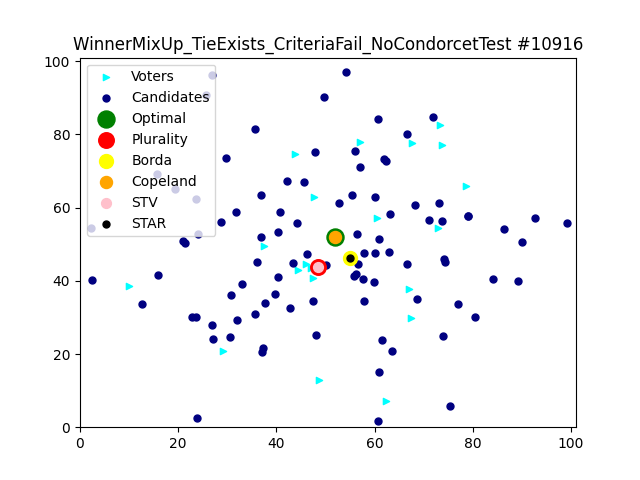 WinnerMixUp_TieExists_CriteriaFail_NoCondorcetTest #10916
Voters
Candidates
Optimal
Plurality
Borda
Copeland
STV
STAR
100
80
60
40
20
0
0 20 40 60 80 100